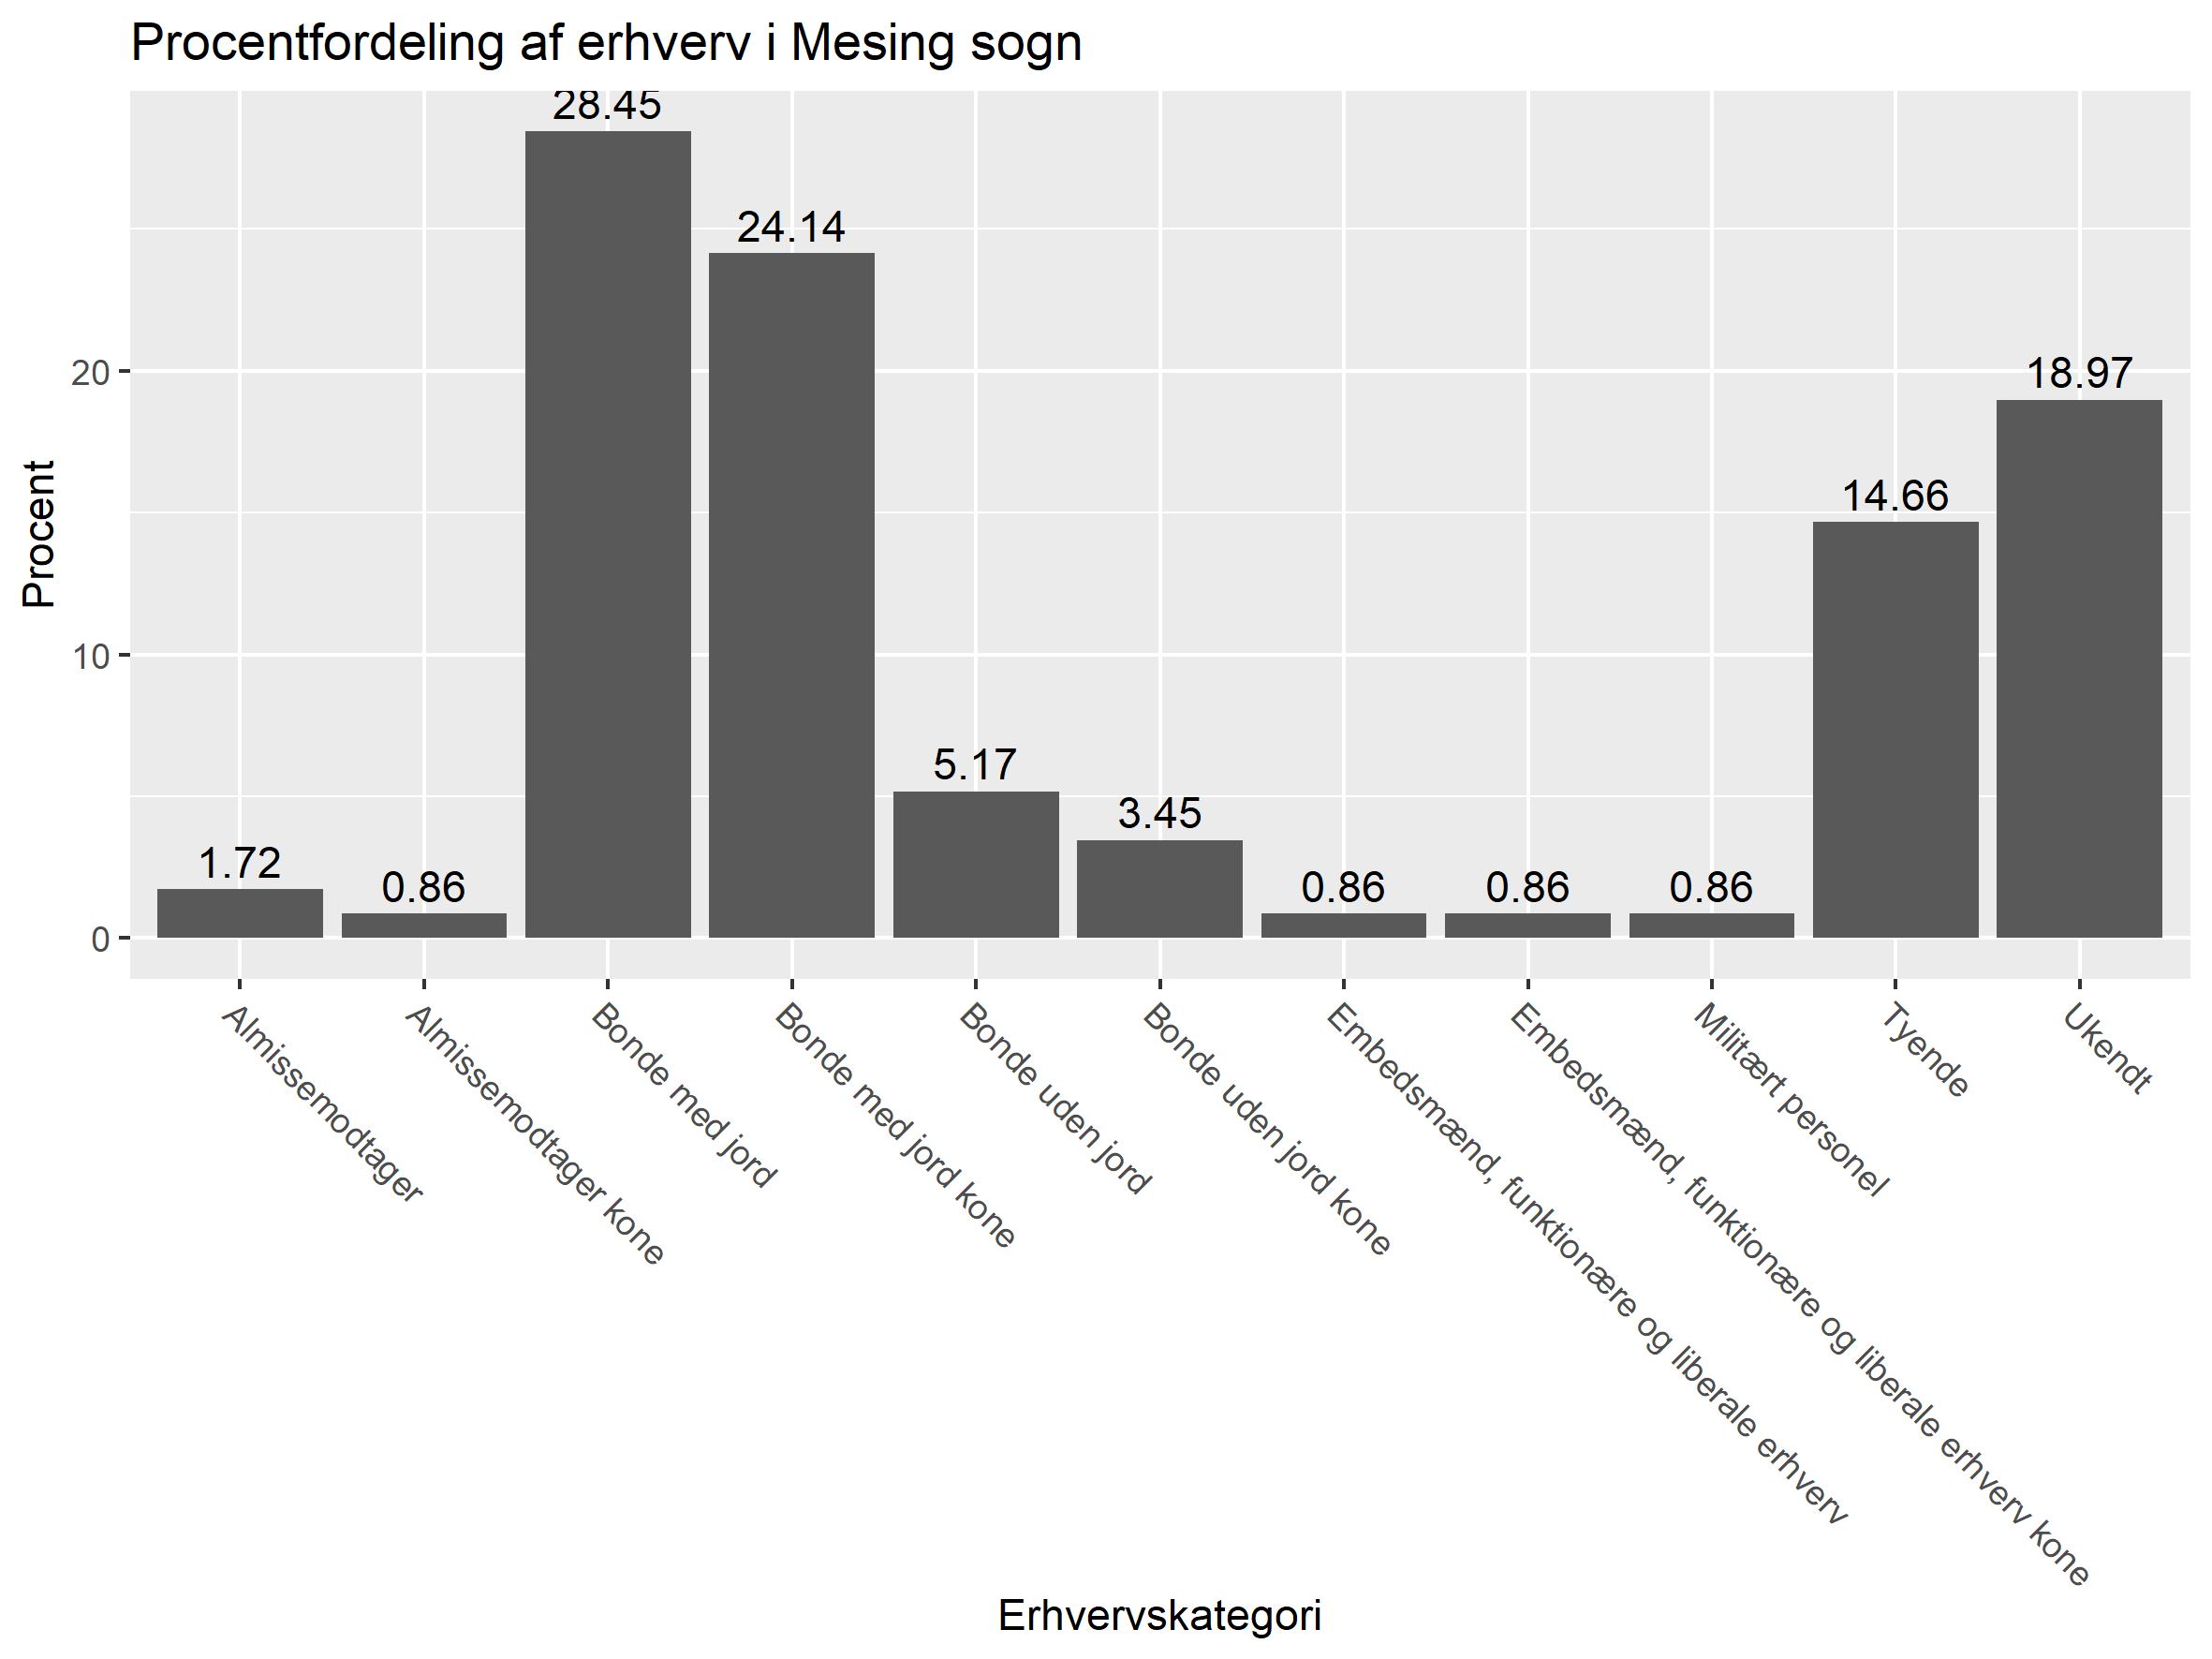 Procentfordeling af erhverv i Mesing sogn
28.45
24.14
18.97
14.66
5.17
3.45
1.72
0.86
0.86
0.86
0.86
20
10
0
Procent
Almissemodtager
Almissemodtager kone
Bonde med jord
Bonde med jord kone
Bonde uden jord
Bonde uden jord kone
Embedsmænd, funktionære og liberale erhverv
Embedsmænd, funktionære og liberale erhverv kone
Militært personel
Tyende
Ukendt
Erhvervskategori